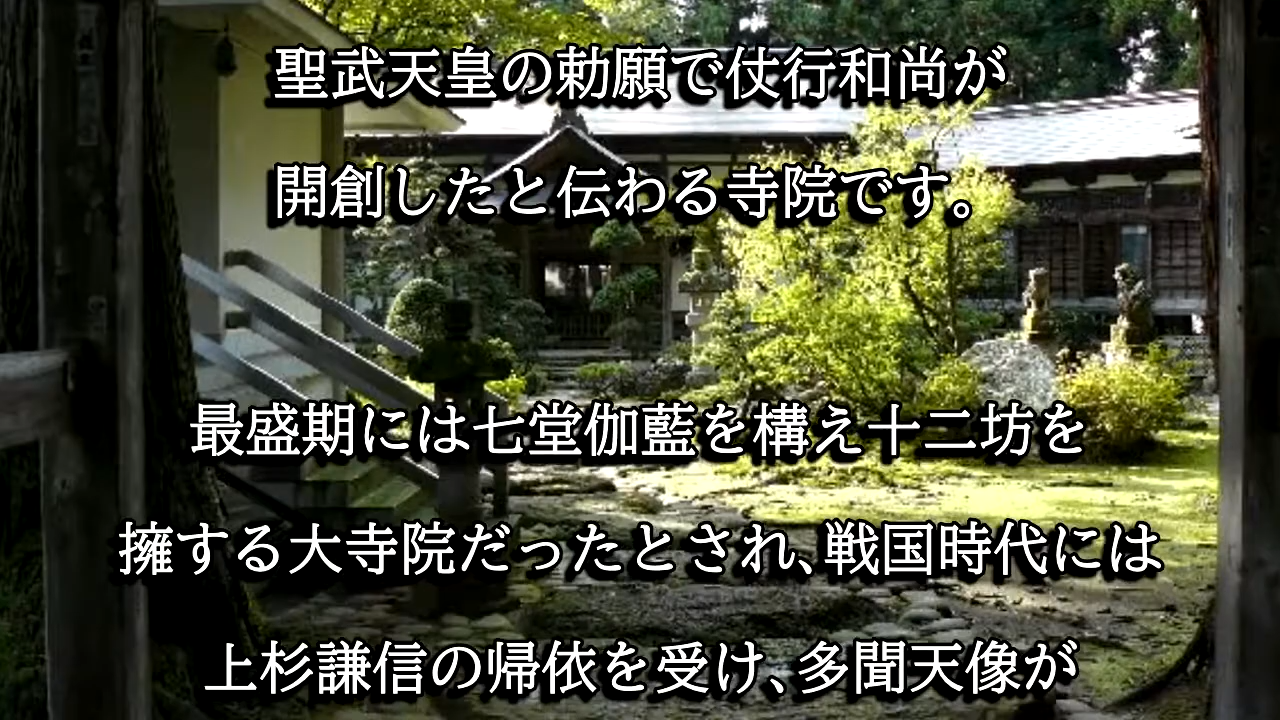 聖武天皇の勅願で仗行和尚が
開創したと伝わる寺院です。
最盛期には七堂伽藍を構え十二坊を
擁する大寺院だったとされ､戦国時代には
上杉謙信の帰依を受け､多聞天像が